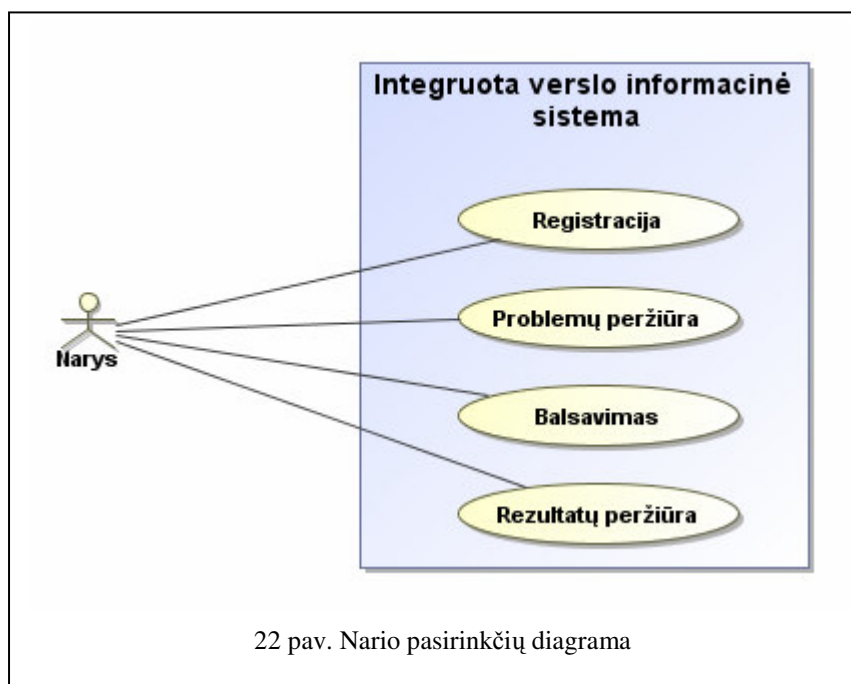 Integruota verslo informacinė
sistema
Registracija
Problemų peržiūra
Narys
Balsavimas
Rezultatų peržiūra
22 pav. Nario pasirinkčių diagrama